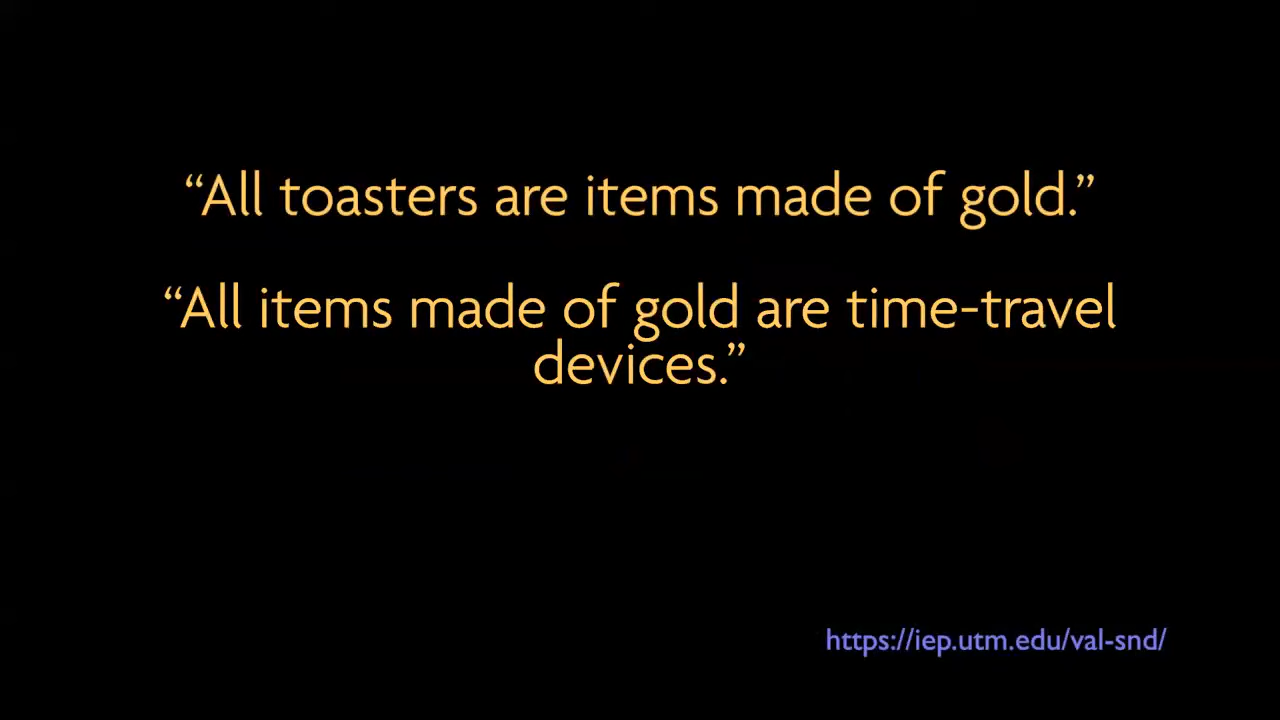 “All toasters are items made of gold.”
“All items made of gold are time-travel
devices.”
https://iep.utm.edu/val-snd/